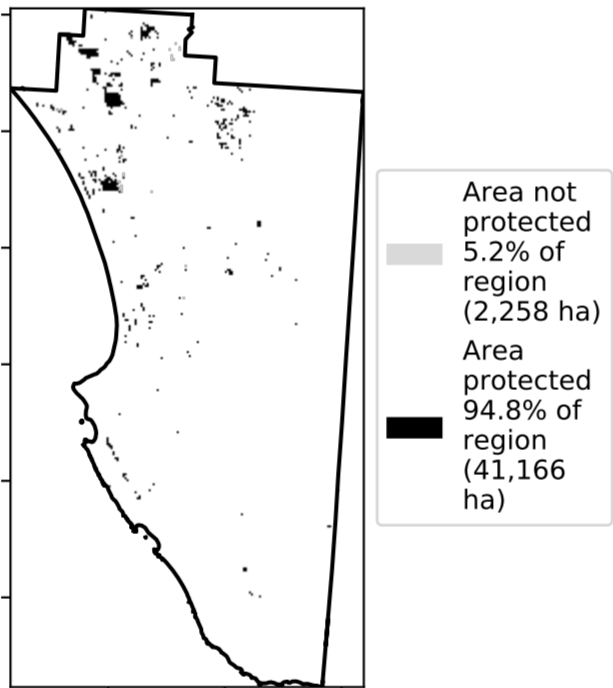 Area not
protected
5.2% of
region
(2,258 ha)
Area
protected
94.8% of
region
(41,166
ha)